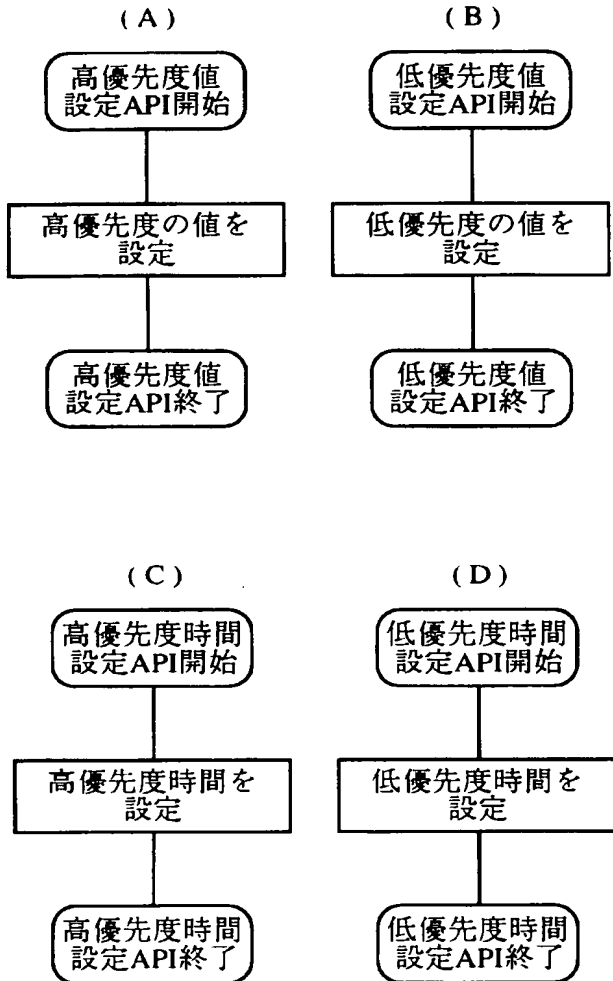 (A)
高優先度値
設定API開始
高優先度の値を
設定
高優先度値
設定API終了
(B)
低優先度値
設定API開始
低優先度の値を
設定
低優先度値
設定API終了
(C)
高優先度時間
設定API開始
高優先度時間を
設定
高優先度時間
設定API終了
(D)
低優先度時間
設定API開始
低優先度時間を
設定
低優先度時間
設定API終了